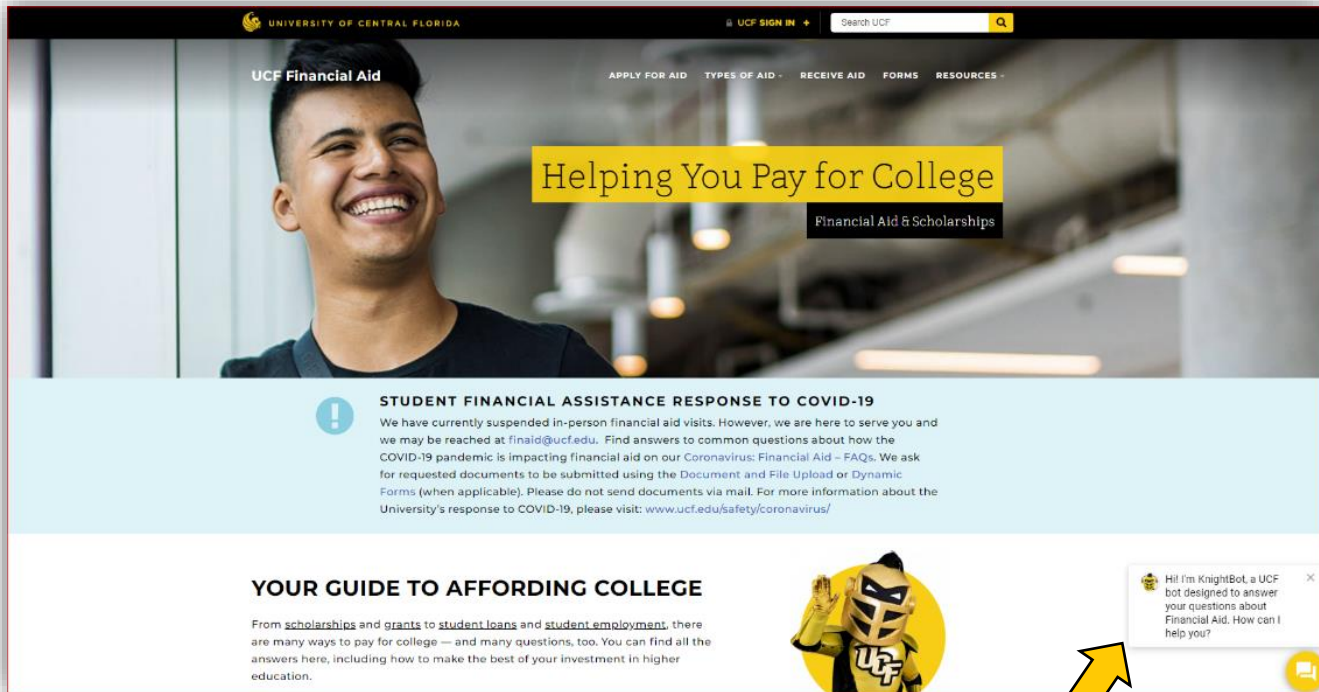 UNIVERSITY OF CENTRAL FLORIDA
UCF SIGN IN +
Search UCF
UCF Financial Aid
APPLY FOR AID TYPES OF AID RECEIVE AID FORMS RESOURCES
Helping You Pay for College
Financial Aid & Scholarships
STUDENT FINANCIAL ASSISTANCE RESPONSE TO COVID-19
We have currently suspended in-person financial aid visits. However, we are here to serve you and
we may be reached at finaid@ucf.edu. Find answers to common questions about how the
COVID-19 pandemic is impacting financial aid on our Coronavirus: Financial Aid – FAQs. We ask
for requested documents to be submitted using the Document and File Upload or Dynamic
Forms (when applicable). Please do not send documents via mail. For more information about the
University's response to COVID-19, please visit: www.ucf.edu/safety/coronavirus/
YOUR GUIDE TO AFFORDING COLLEGE
From scholarships and grants to student loans and student employment, there
are many ways to pay for college — and many questions, too. You can find all the
answers here, including how to make the best of your investment in higher
education.
UCF
Hi! I'm KnightBot, a UCF
bot designed to answer
your questions about
Financial Aid. How can I
help you?